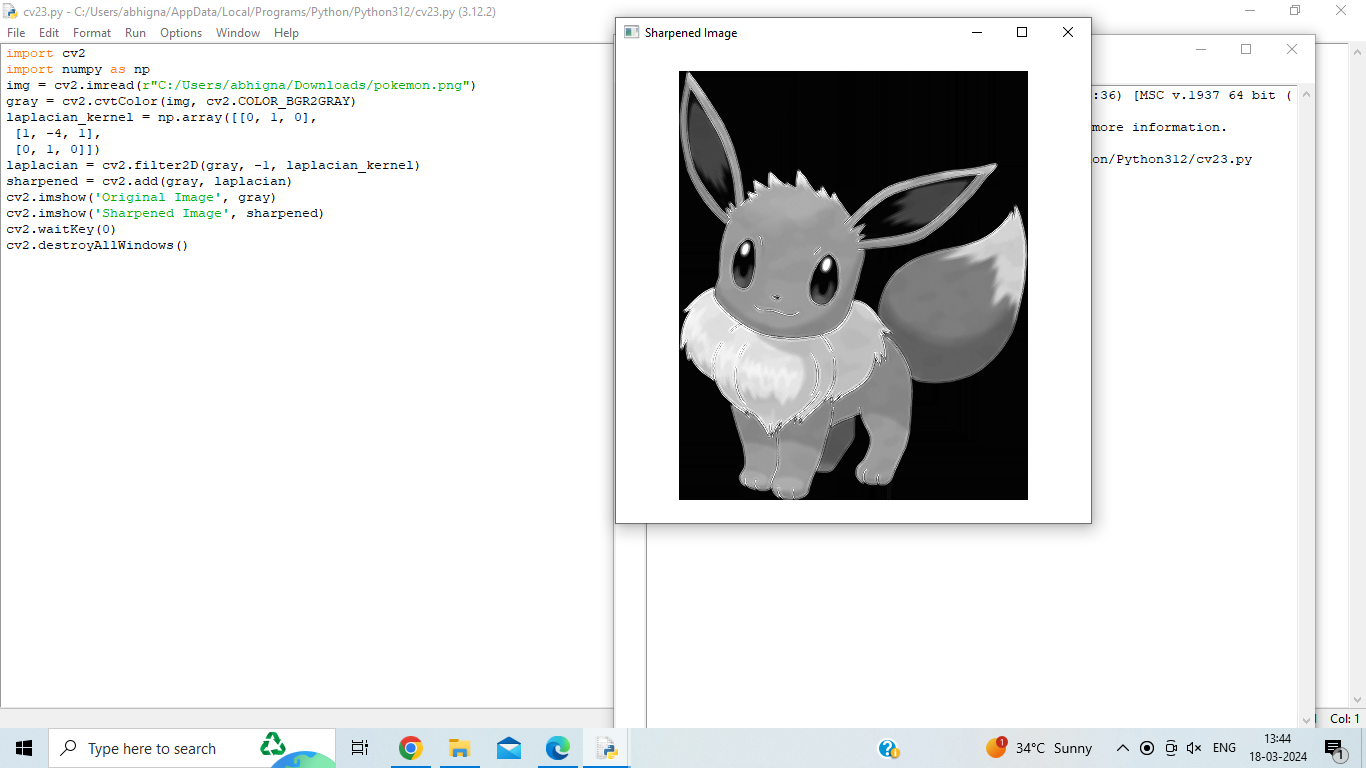 cv23.py - C:/Users/abhigna/AppData/Local/Programs/Python/Python312/cv23.py (3.12.2)
File Edit Format Run Options Window Help
import cv2
import numpy as np
img = cv2.imread(r"C:/Users/abhigna/Downloads/pokemon.png")
gray = cv2.cvtColor(img, cv2.COLOR_BGR2GRAY)
laplacian_kernel = np.array([[0, 1, 0],
[1, -4, 1],
[0, 1, 0]])
laplacian = cv2.filter2D(gray, -1, laplacian_kernel)
sharpened = cv2.add(gray, laplacian)
cv2.imshow('Original Image', gray)
cv2.imshow('Sharpened Image', sharpened)
cv2.waitKey(0)
cv2.destroyAllWindows()
Sharpened Image
:36) [MSC v.1937 64 bit (
more information.
on/Python312/cv23.py
Col: 1
Type here to search
1
34°C Sunny
ENG
13:44
18-03-2024
1